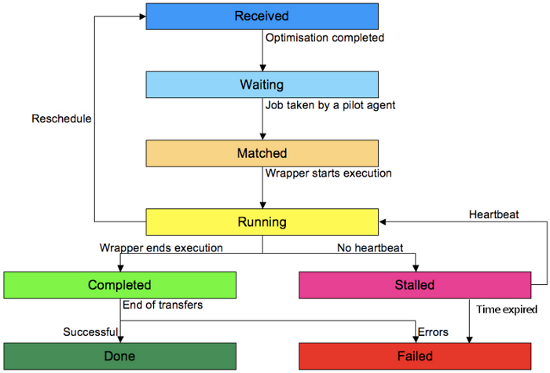 Received
Optimisation completed
Waiting
Job taken by a pilot agent
Reschedule
Matched
Wrapper starts execution
Heartbeat
Running
Wrapper ends execution
No heartbeat
Completed
Stalled
End of transfers
Time expired
Successful
Errors
Done
Failed